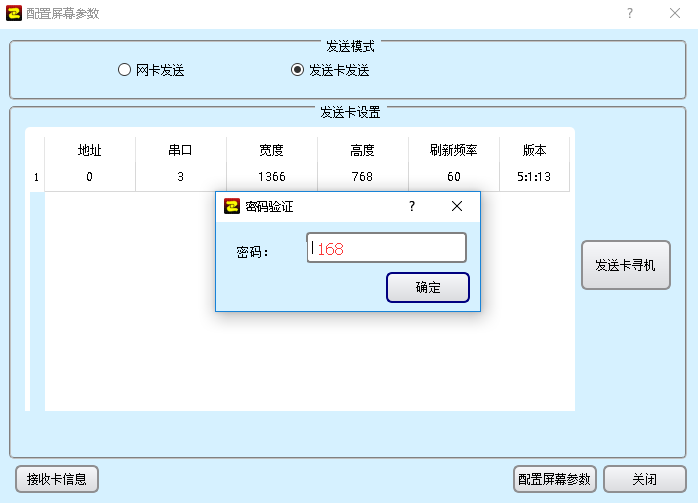 配置屏幕参数
发送模式
网卡发送 发送卡发送
发送卡设置
地址 串口 宽度 高度 刷新频率 版本
1 0 3 1366 768 60 5:1:13
密码验证
密码： 168
确定
发送卡寻机
接收卡信息 配置屏幕参数 关闭